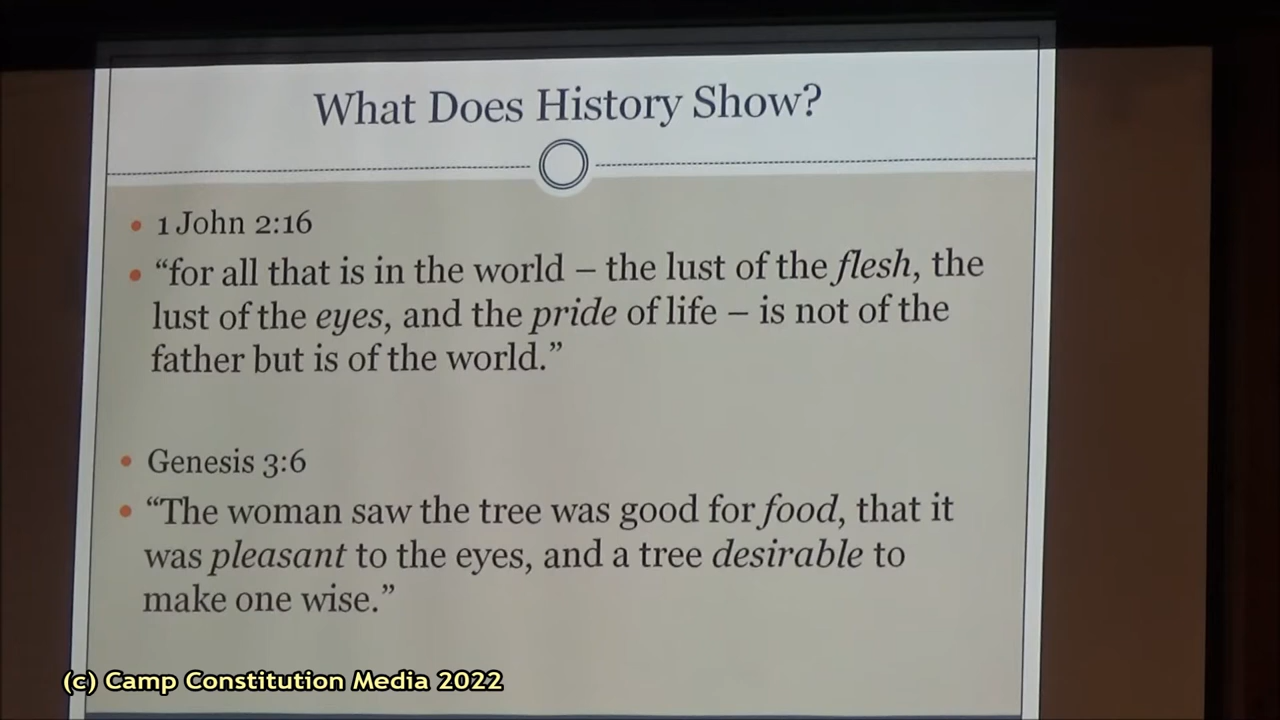 What Does History Show?
• 1 John 2:16
• “for all that is in the world – the lust of the flesh, the
lust of the eyes, and the pride of life – is not of the
father but is of the world.”
• Genesis 3:6
• “The woman saw the tree was good for food, that it
was pleasant to the eyes, and a tree desirable to
make one wise.”
(c) Camp Constitution Media 2022